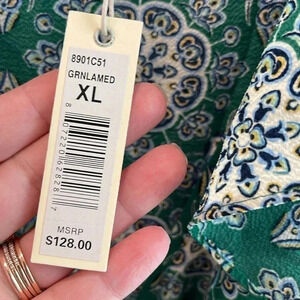 8901C51
GRNLAMED
XL
MSRP
$128.00